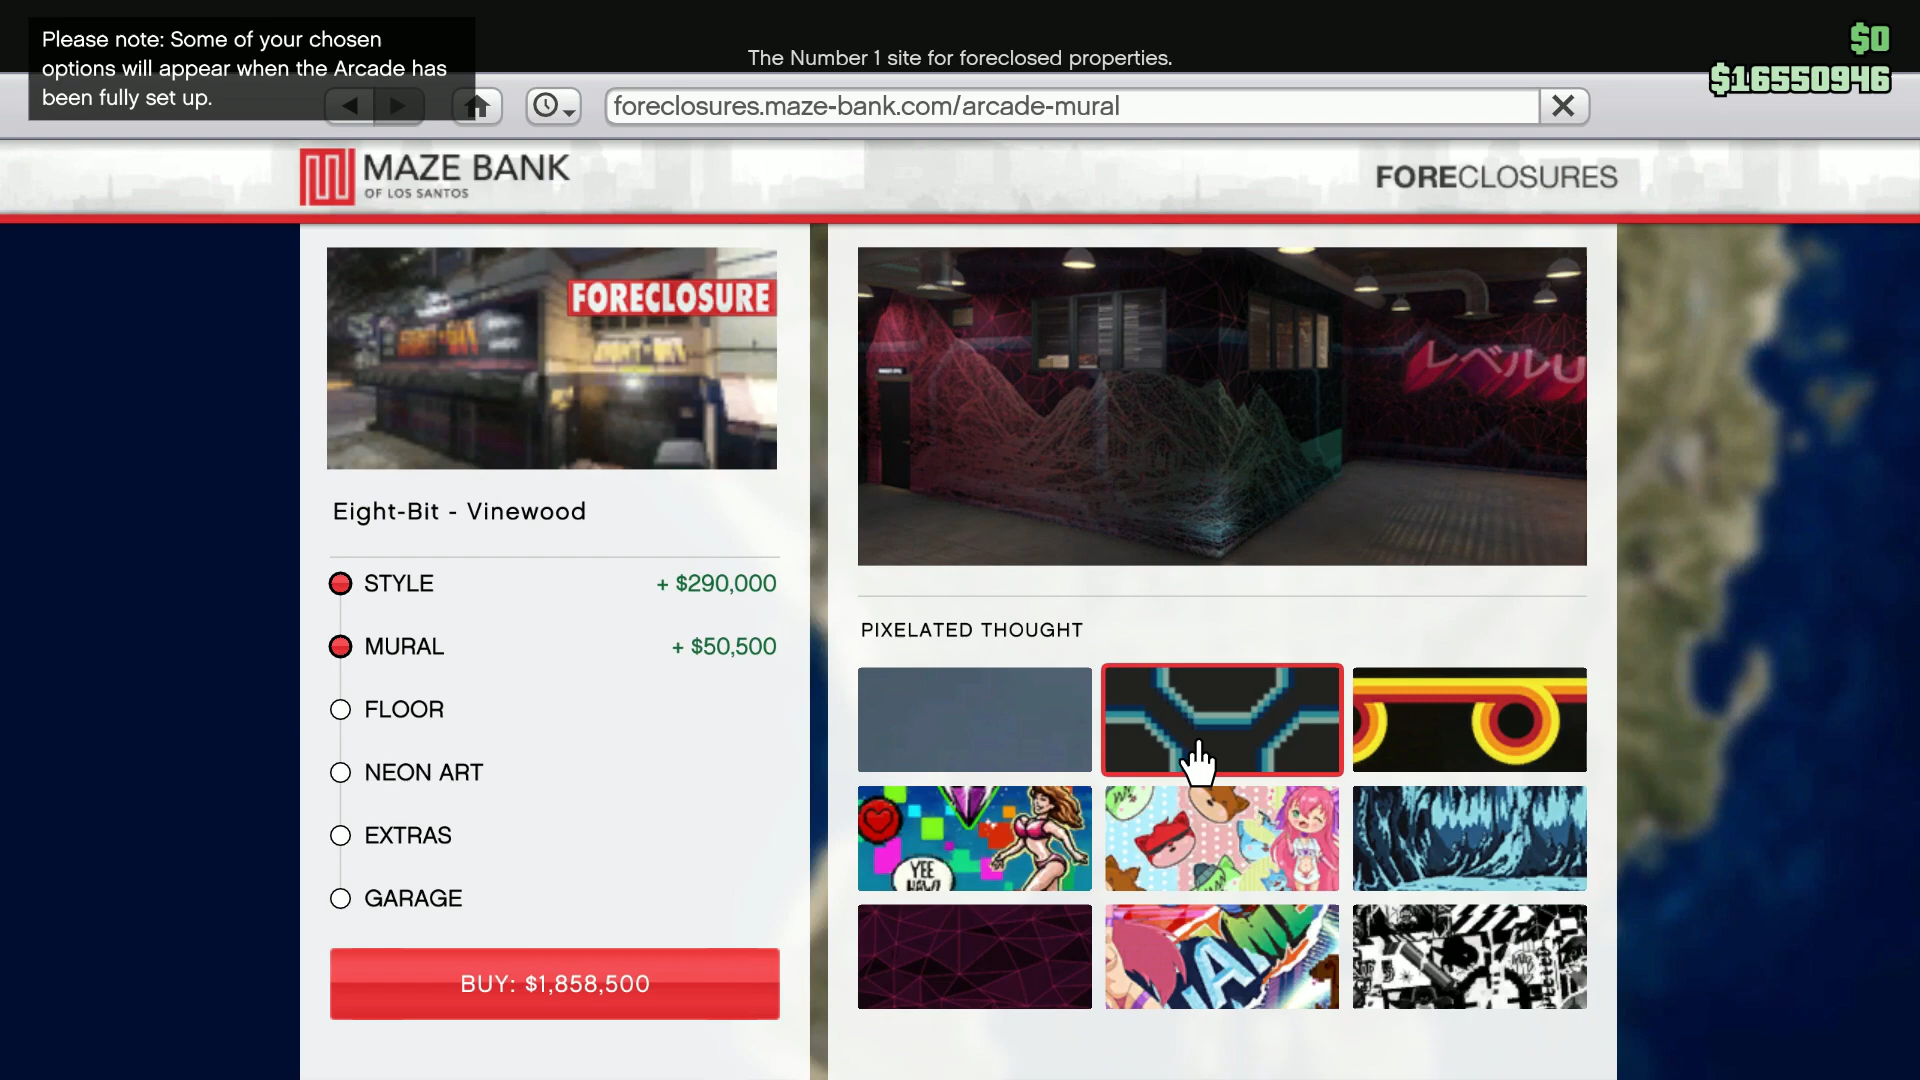 Please note: Some of your chosen
options will appear when the Arcade has
been fully set up.
The Number 1 site for foreclosed properties.
$0
$16550946
foreclosures.maze-bank.com/arcade-mural
MAZE BANK
OF LOS SANTOS
FORECLOSURES
FORECLOSURE
レベルU
Eight-Bit - Vinewood
STYLE + $290,000
MURAL + $50,500
FLOOR
NEON ART
EXTRAS
GARAGE
BUY: $1,858,500
PIXELATED THOUGHT
YEE
HAW!